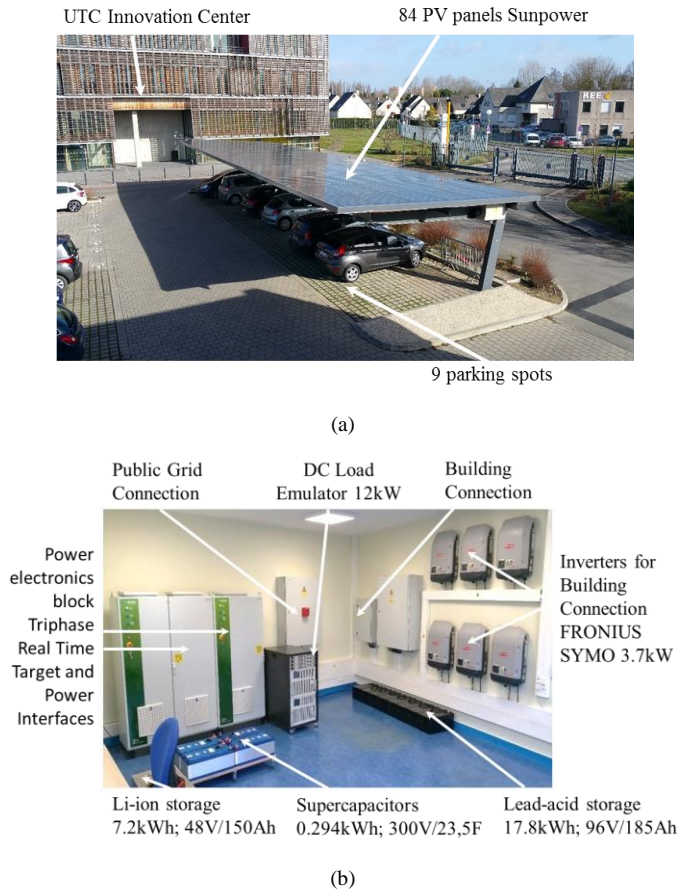 UTC Innovation Center
84 PV panels Sunpower
REE
9 parking spots
(a)
Public Grid
Connection
DC Load
Emulator 12kW
Building
Connection
Power
electronics
block
Triphase
Real Time
Target and
Power
Interfaces
Inverters for
Building
Connection
FRONIUS
SYMO 3.7kW
Li-ion storage
7.2kWh; 48V/150Ah
Supercapacitors
0.294kWh; 300V/23,5F
Lead-acid storage
17.8kWh; 96V/185Ah
(b)